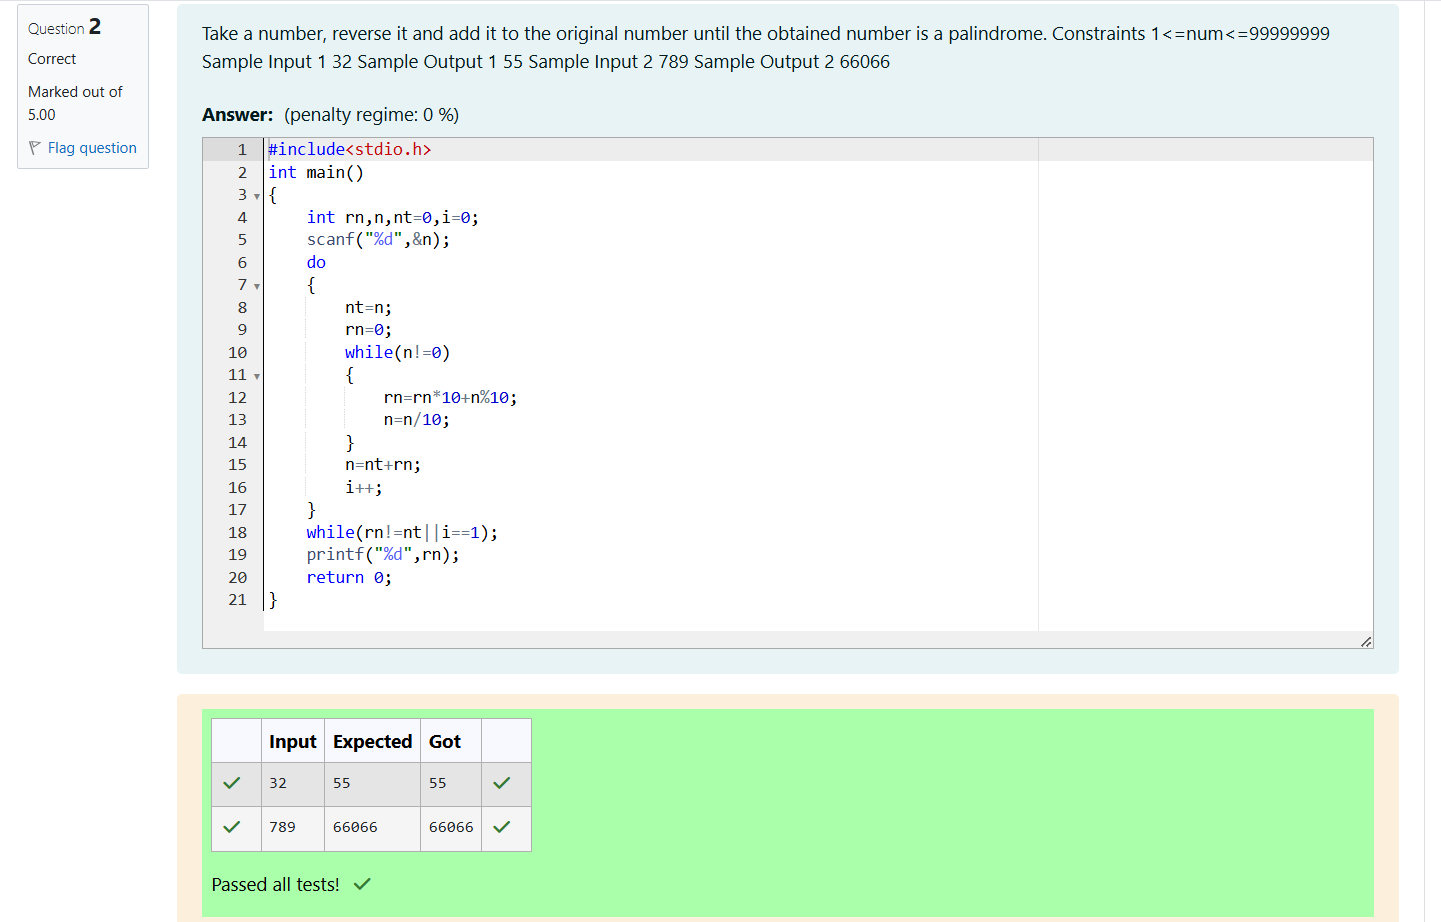 Question 2
Correct
Marked out of
5.00
Flag question
Take a number, reverse it and add it to the original number until the obtained number is a palindrome. Constraints 1<=num<=99999999
Sample Input 1 32 Sample Output 1 55 Sample Input 2 789 Sample Output 2 66066
Answer: (penalty regime: 0 %)
1 #include<stdio.h>
2 int main()
3 {
4     int rn,n,nt=0,i=0;
5     scanf("%d",&n);
6     do
7     {
8         nt=n;
9         rn=0;
10         while(n!=0)
11         {
12             rn=rn*10+n%10;
13             n=n/10;
14         }
15         n=nt+rn;
16         i++;
17     }
18     while(rn!=nt||i==1);
19     printf("%d",rn);
20     return 0;
21 }
Input Expected Got
32 55 55
789 66066 66066
Passed all tests!